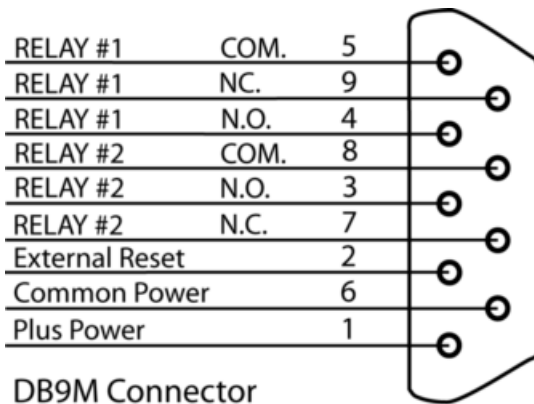 RELAY #1 COM. 5
RELAY #1 NC. 9
RELAY #1 N.O. 4
RELAY #2 COM. 8
RELAY #2 N.O. 3
RELAY #2 N.C. 7
External Reset 2
Common Power 6
Plus Power 1
DB9M Connector